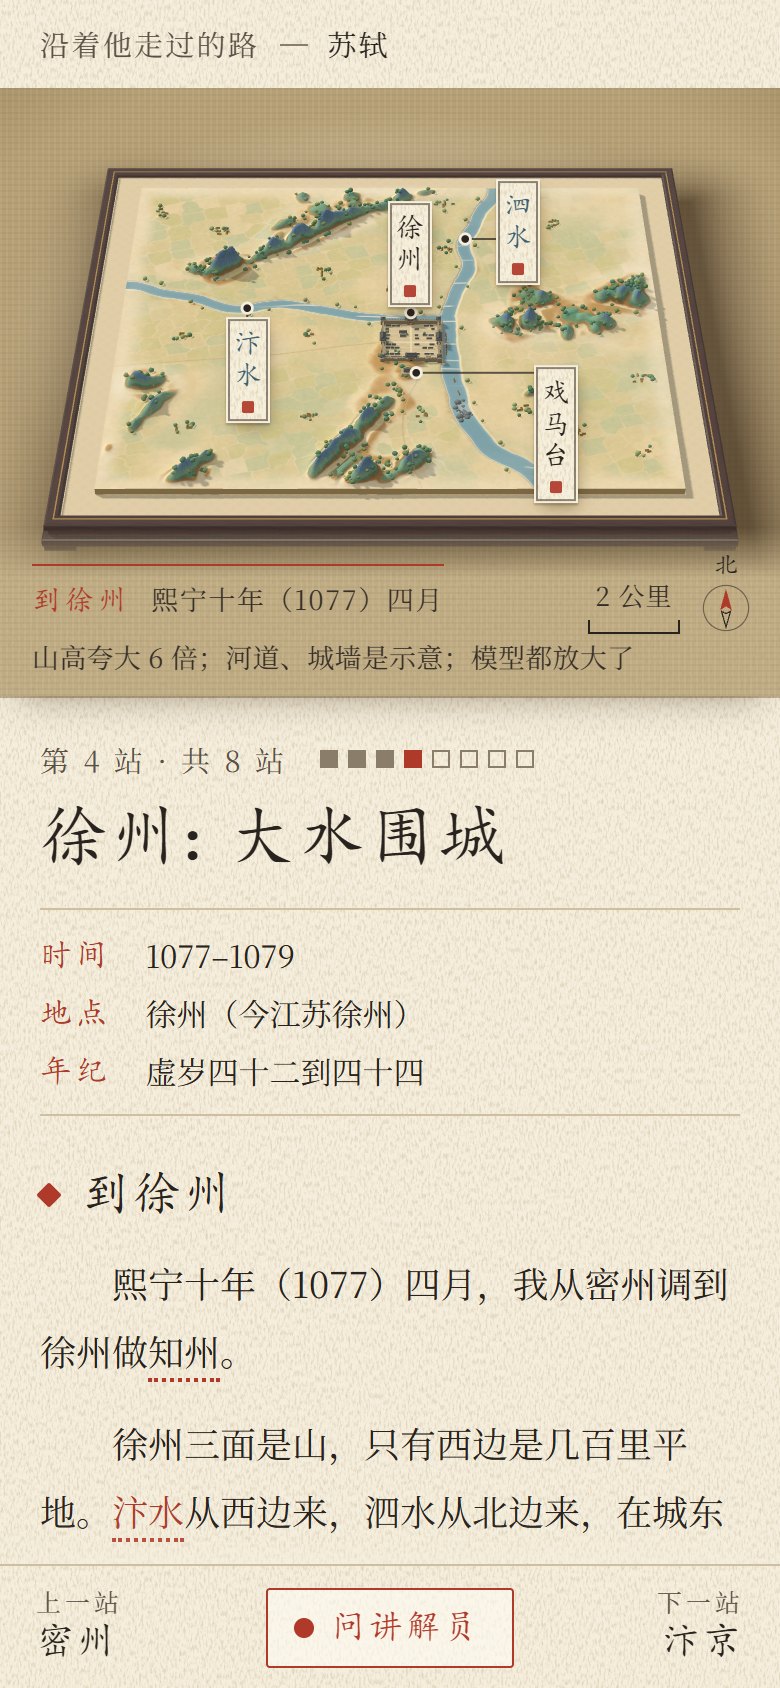 沿着他走过的路 — 苏轼
徐州
泗水
汴水
戏马台
北
到徐州 熙宁十年（1077）四月
2 公里
山高夸大 6 倍；河道、城墙是示意；模型都放大了
第 4 站 · 共 8 站
徐州：大水围城
时间 1077–1079
地点 徐州（今江苏徐州）
年纪 虚岁四十二到四十四
到徐州
熙宁十年（1077）四月，我从密州调到
徐州做知州。
徐州三面是山，只有西边是几百里平
地。汴水从西边来，泗水从北边来，在城东
上一站
密州
问讲解员
下一站
汴京